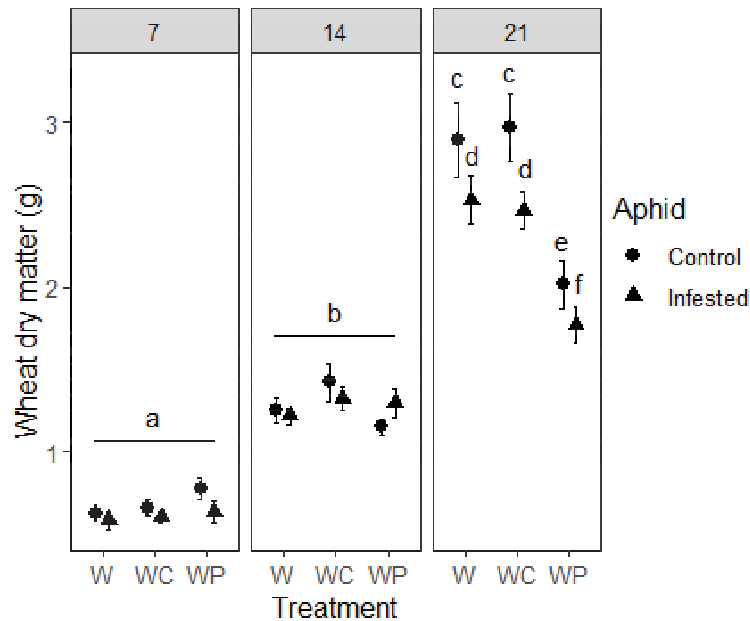 7 14 21
3
2
1
Wheat dry matter (g)
a
b
c c
d d
e
f
W WC WP W WC WP W WC WP
Treatment
Aphid
Control
Infested